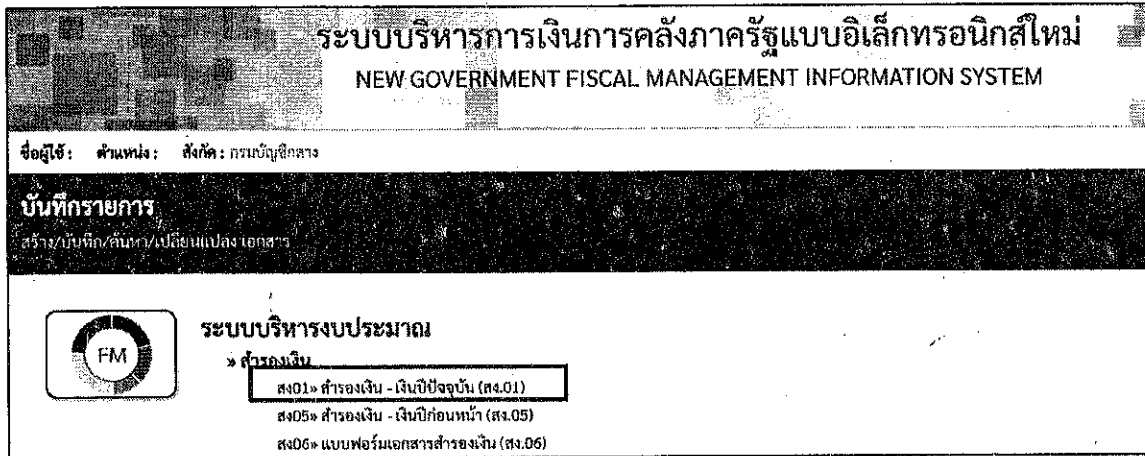 ระบบบริหารการเงินการคลังภาครัฐแบบอิเล็กทรอนิกส์ใหม่
NEW GOVERNMENT FISCAL MANAGEMENT INFORMATION SYSTEM
ชื่อผู้ใช้ : ตำแหน่ง : สังกัด : กรมบัญชีกลาง
บันทึกรายการ
สร้าง/บันทึก/ค้นหา/เปลี่ยนแปลง เอกสาร
FM
ระบบบริหารงบประมาณ
» สำรองเงิน
สง01» สำรองเงิน - เงินปีปัจจุบัน (สง.01)
สง05» สำรองเงิน - เงินปีก่อนหน้า (สง.05)
สง06» แบบฟอร์มเอกสารสำรองเงิน (สง.06)